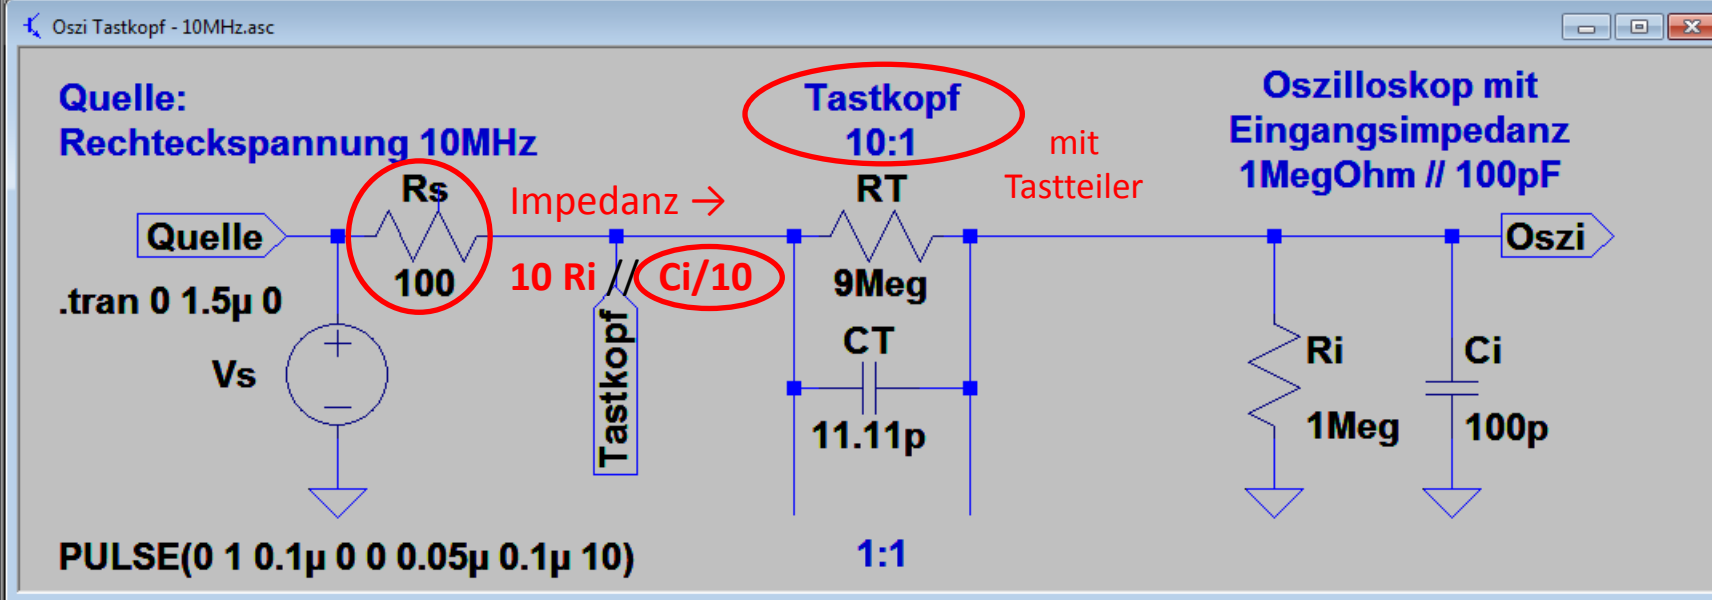 Oszi Tastkopf - 10MHz.asc
Quelle:
Rechteckspannung 10MHz
Tastkopf
10:1
mit
Tastteiler
Oszilloskop mit
Eingangsimpedanz
1MegOhm // 100pF
Rs
Impedanz →
RT
Quelle
Oszi
100
10 Ri // Ci/10
9Meg
.tran 0 1.5µ 0
Tastkopf
CT
Vs
Ri
Ci
11.11p
1Meg
100p
PULSE(0 1 0.1µ 0 0 0.05µ 0.1µ 10)
1:1